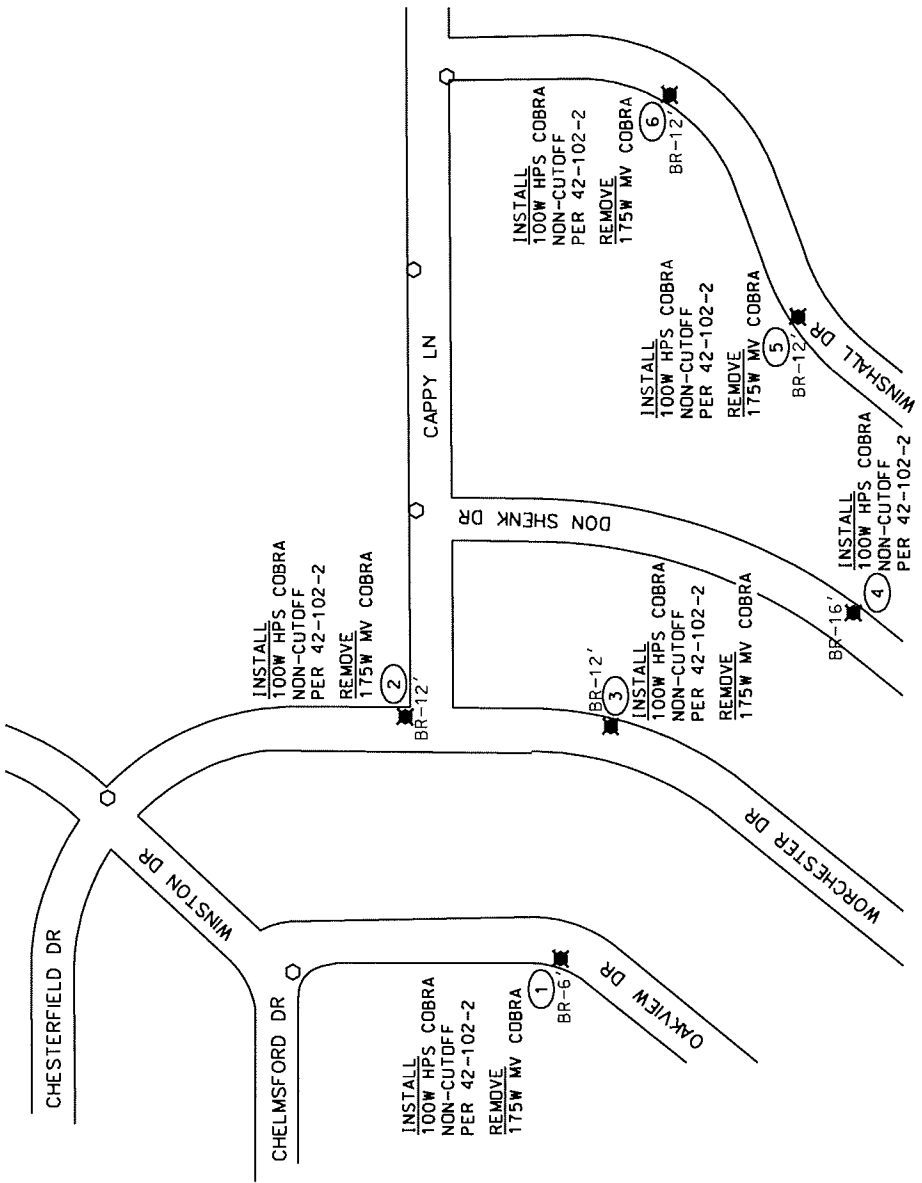 CHESTERFIELD DR
WINSTON DR
CHELMSFORD DR
INSTALL
100W HPS COBRA
NON-CUTOFF
PER 42-102-2
REMOVE
175W MV COBRA
1
BR-6'
OAKVIEW DR
INSTALL
100W HPS COBRA
NON-CUTOFF
PER 42-102-2
REMOVE
175W MV COBRA
2
BR-12'
CAPPY LN
BR-12'
3
INSTALL
100W HPS COBRA
NON-CUTOFF
PER 42-102-2
REMOVE
175W MV COBRA
WORCHESTER DR
DON SHENK DR
BR-16'
4
INSTALL
100W HPS COBRA
NON-CUTOFF
PER 42-102-2
INSTALL
100W HPS COBRA
NON-CUTOFF
PER 42-102-2
REMOVE
175W MV COBRA
5
BR-12'
WINSHALL DR
INSTALL
100W HPS COBRA
NON-CUTOFF
PER 42-102-2
REMOVE
175W MV COBRA
6
BR-12'